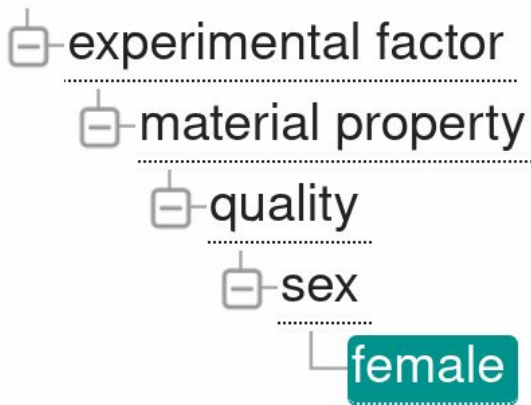 experimental factor
material property
quality
sex
female